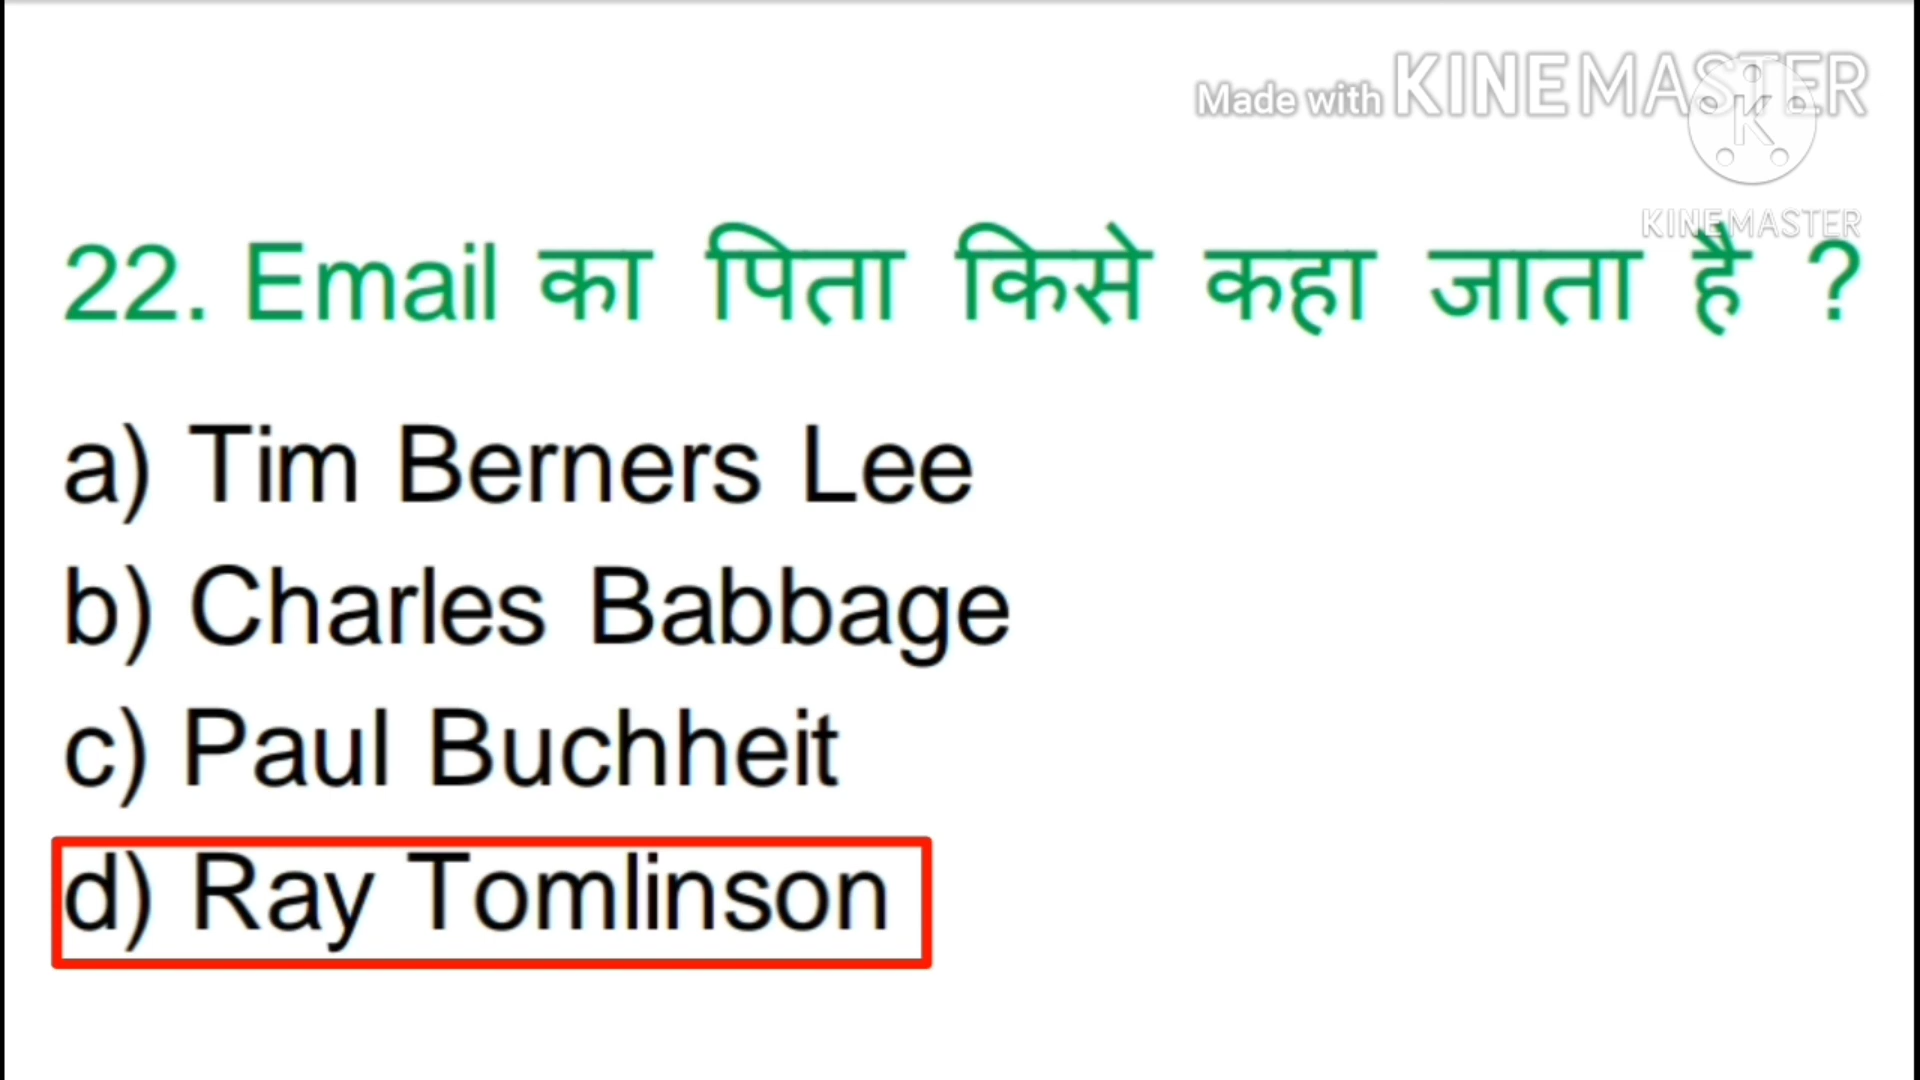 Made with KINEMASTER
K
KINEMASTER
22. Email का पिता किसे कहा जाता है ?
a) Tim Berners Lee
b) Charles Babbage
c) Paul Buchheit
d) Ray Tomlinson